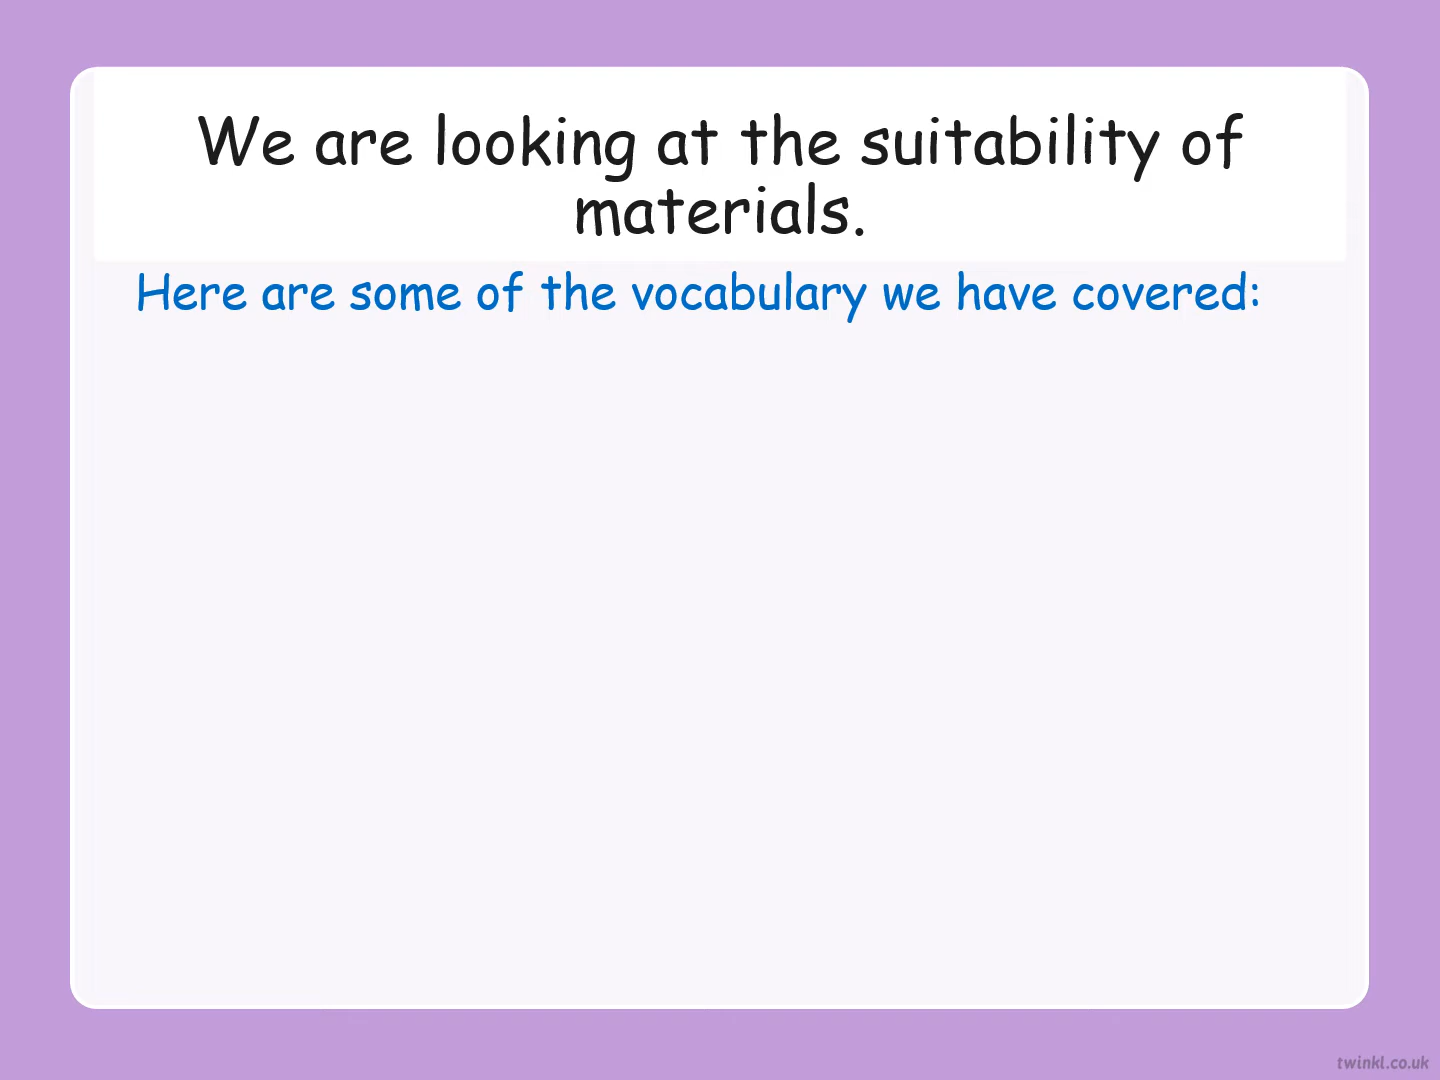 We are looking at the suitability of
materials.
Here are some of the vocabulary we have covered:
twinkl.co.uk